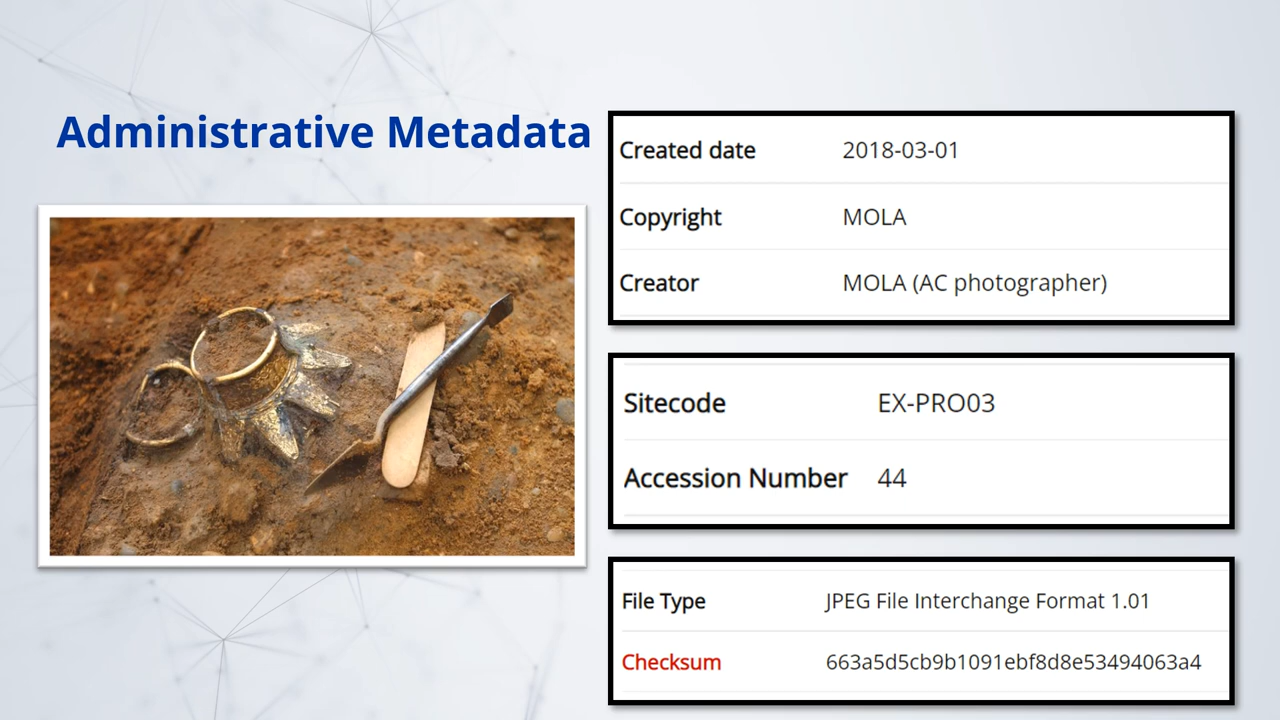 Administrative Metadata
Created date 2018-03-01
Copyright MOLA
Creator MOLA (AC photographer)
Sitecode EX-PRO03
Accession Number 44
File Type JPEG File Interchange Format 1.01
Checksum 663a5d5cb9b1091ebf8d8e53494063a4